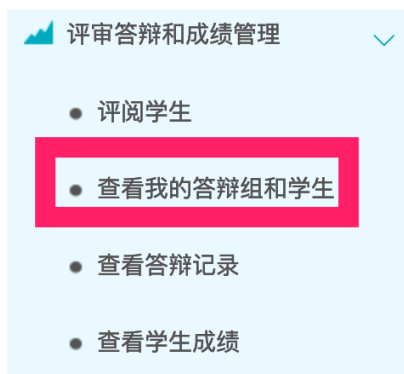 评审答辩和成绩管理
评阅学生
查看我的答辩组和学生
查看答辩记录
查看学生成绩